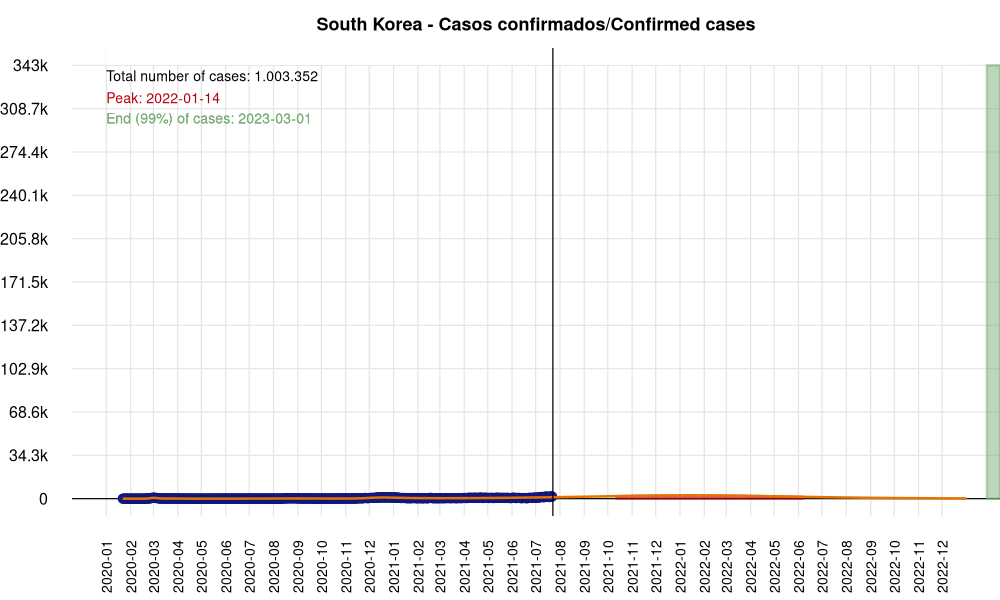 South Korea - Casos confirmados/Confirmed cases
Total number of cases: 1.003.352
Peak: 2022-01-14
End (99%) of cases: 2023-03-01
343k
308.7k
274.4k
240.1k
205.8k
171.5k
137.2k
102.9k
68.6k
34.3k
0
2020-01
2020-02
2020-03
2020-04
2020-05
2020-06
2020-07
2020-08
2020-09
2020-10
2020-11
2020-12
2021-01
2021-02
2021-03
2021-04
2021-05
2021-06
2021-07
2021-08
2021-09
2021-10
2021-11
2021-12
2022-01
2022-02
2022-03
2022-04
2022-05
2022-06
2022-07
2022-08
2022-09
2022-10
2022-11
2022-12